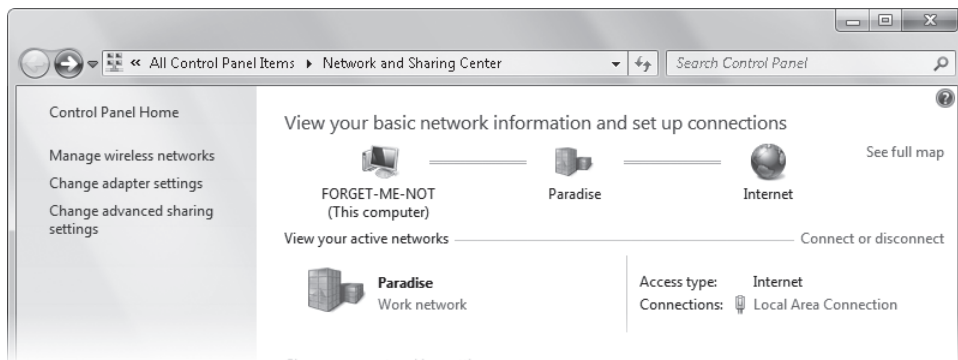 « All Control Panel Items ▸ Network and Sharing Center
Search Control Panel
Control Panel Home
Manage wireless networks
Change adapter settings
Change advanced sharing
settings
View your basic network information and set up connections
See full map
FORGET-ME-NOT
(This computer)
Paradise
Internet
View your active networks
Connect or disconnect
Paradise
Work network
Access type: Internet
Connections: Local Area Connection